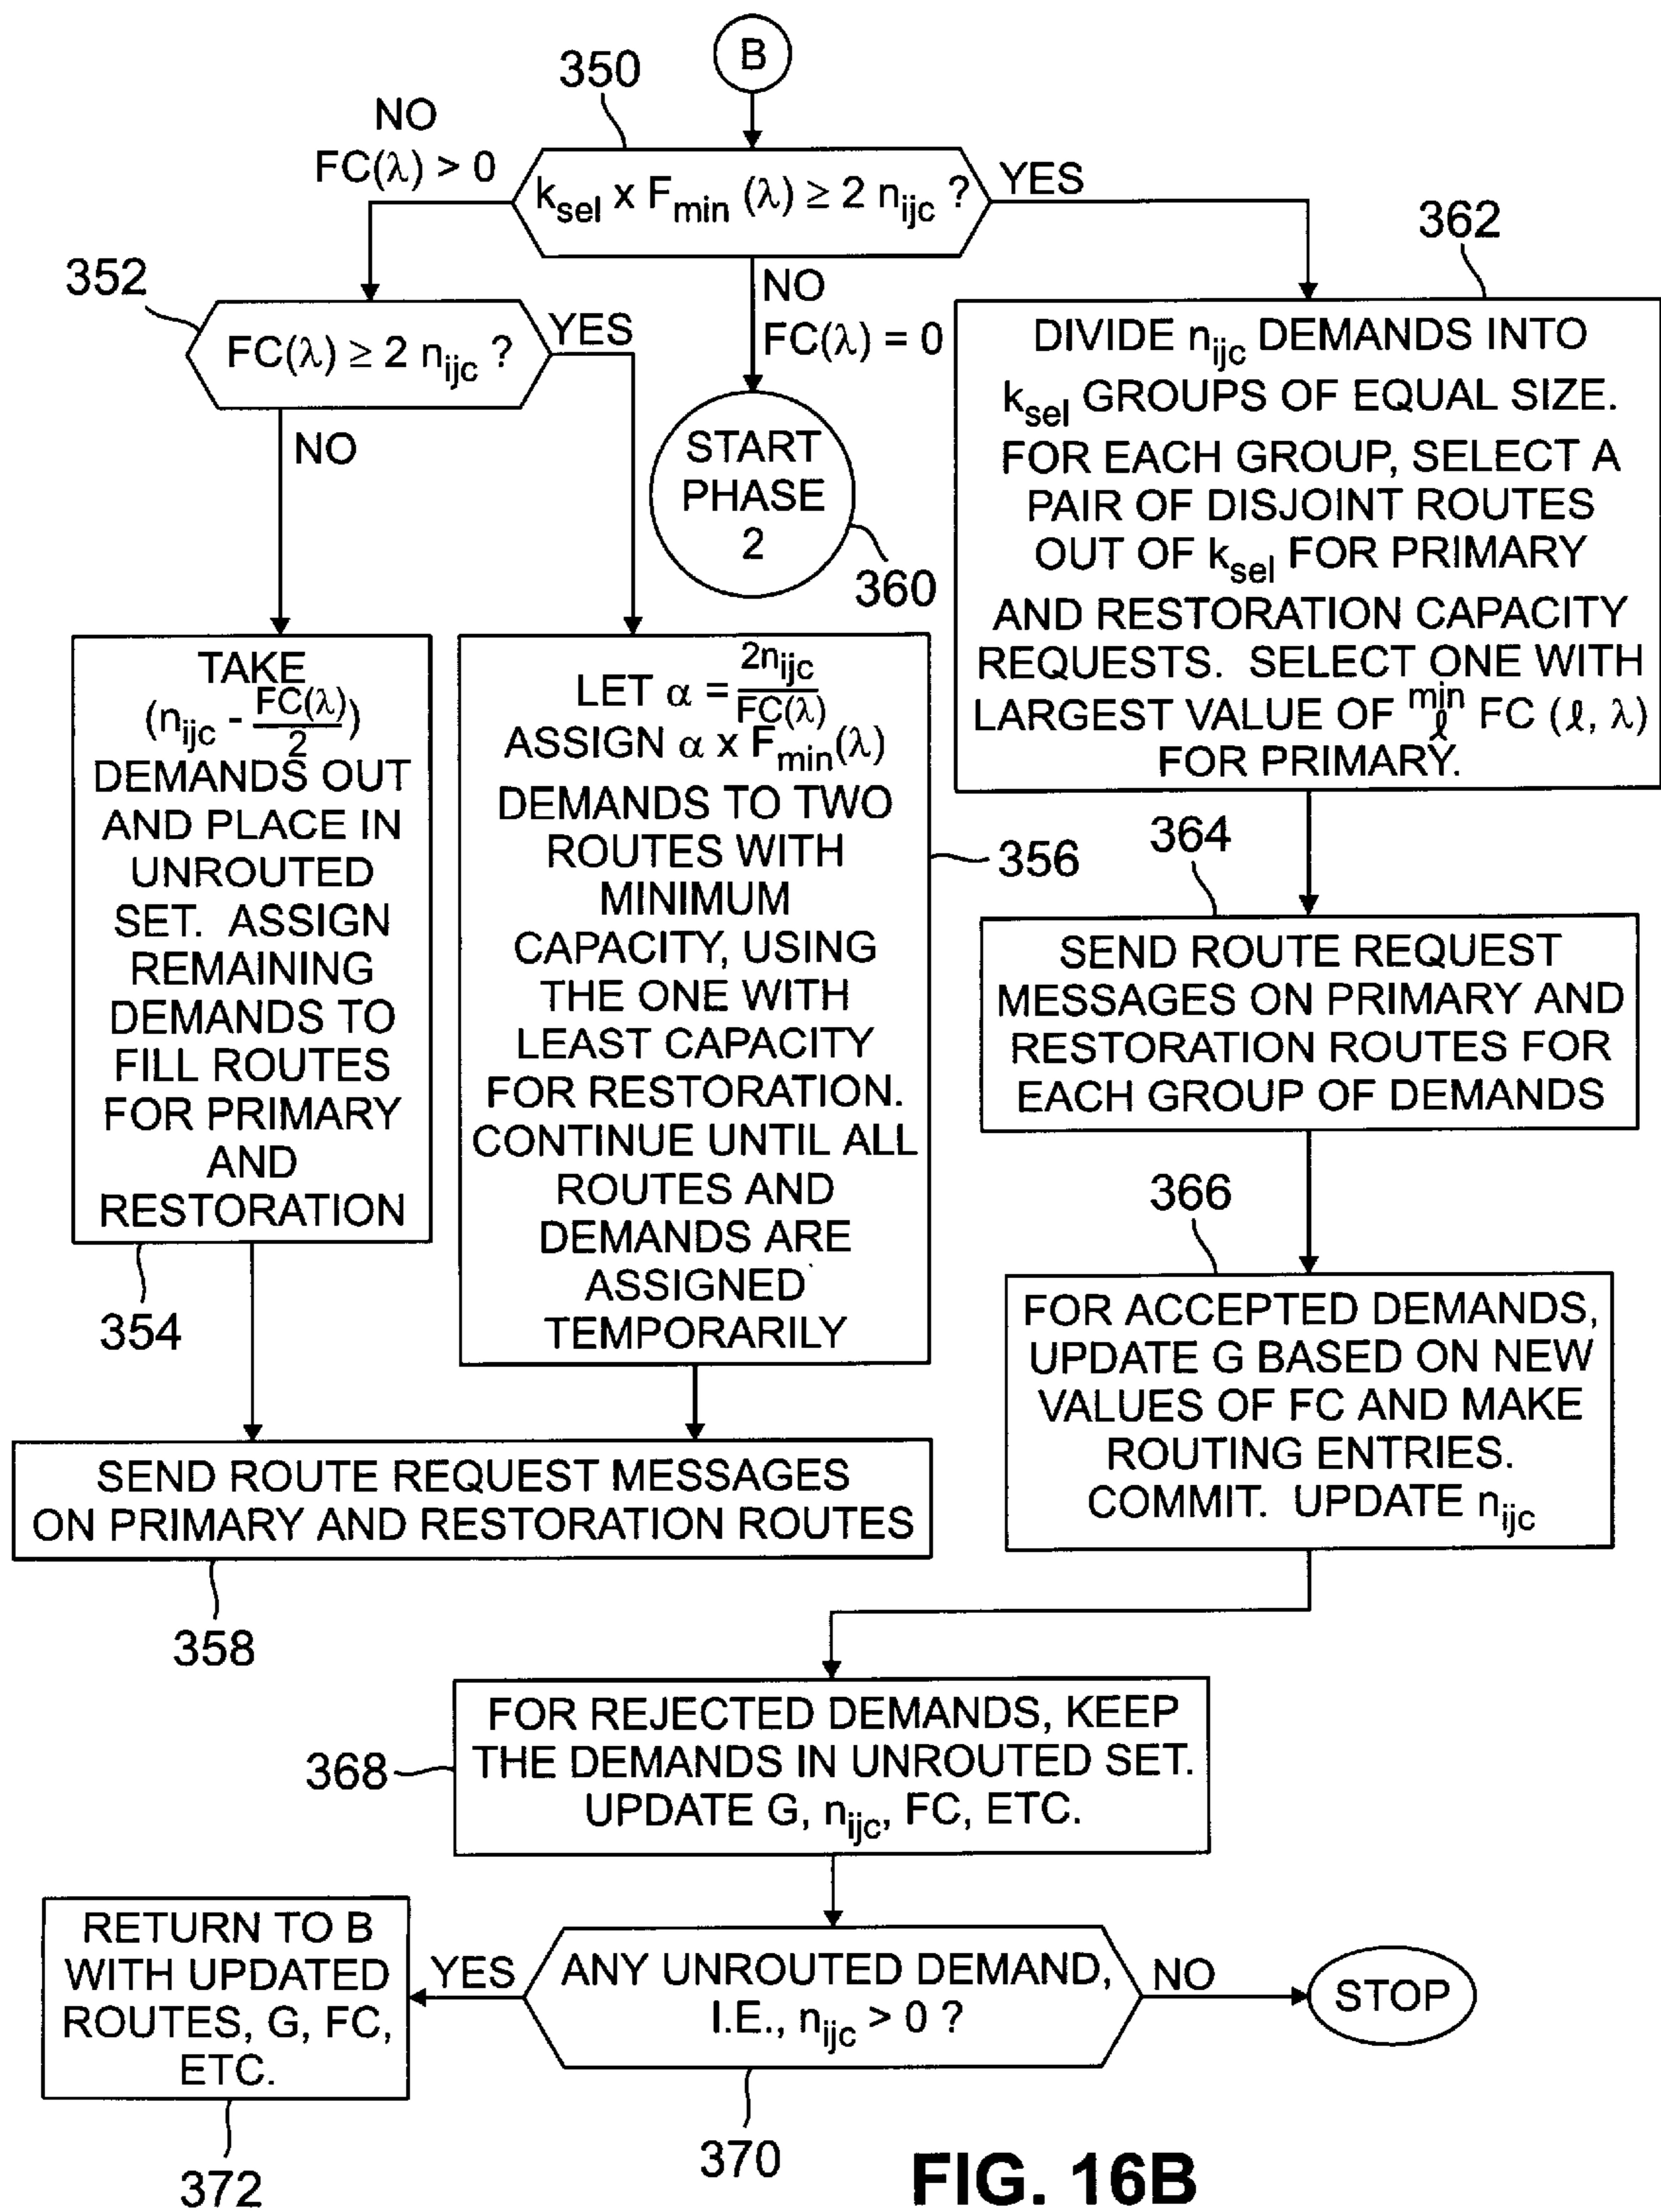 B
350
NO
FC(λ) > 0
k_sel x F_min (λ) ≥ 2 n_ijc ?
YES
362
352
FC(λ) ≥ 2 n_ijc ?
YES
NO
NO
FC(λ) = 0
START
PHASE
2
360
DIVIDE n_ijc DEMANDS INTO
k_sel GROUPS OF EQUAL SIZE.
FOR EACH GROUP, SELECT A
PAIR OF DISJOINT ROUTES
OUT OF k_sel FOR PRIMARY
AND RESTORATION CAPACITY
REQUESTS. SELECT ONE WITH
LARGEST VALUE OF min_ℓ FC (ℓ, λ)
FOR PRIMARY.
TAKE
(n_ijc - FC(λ)/2)
DEMANDS OUT
AND PLACE IN
UNROUTED
SET. ASSIGN
REMAINING
DEMANDS TO
FILL ROUTES
FOR PRIMARY
AND
RESTORATION
354
LET α = 2n_ijc/FC(λ)
ASSIGN α x F_min(λ)
DEMANDS TO TWO
ROUTES WITH
MINIMUM
CAPACITY, USING
THE ONE WITH
LEAST CAPACITY
FOR RESTORATION.
CONTINUE UNTIL ALL
ROUTES AND
DEMANDS ARE
ASSIGNED
TEMPORARILY
356
364
SEND ROUTE REQUEST
MESSAGES ON PRIMARY AND
RESTORATION ROUTES FOR
EACH GROUP OF DEMANDS
366
FOR ACCEPTED DEMANDS,
UPDATE G BASED ON NEW
VALUES OF FC AND MAKE
ROUTING ENTRIES.
COMMIT. UPDATE n_ijc
SEND ROUTE REQUEST MESSAGES
ON PRIMARY AND RESTORATION ROUTES
358
368
FOR REJECTED DEMANDS, KEEP
THE DEMANDS IN UNROUTED SET.
UPDATE G, n_ijc, FC, ETC.
ANY UNROUTED DEMAND,
I.E., n_ijc > 0 ?
370
YES
NO
STOP
RETURN TO B
WITH UPDATED
ROUTES, G, FC,
ETC.
372
FIG. 16B